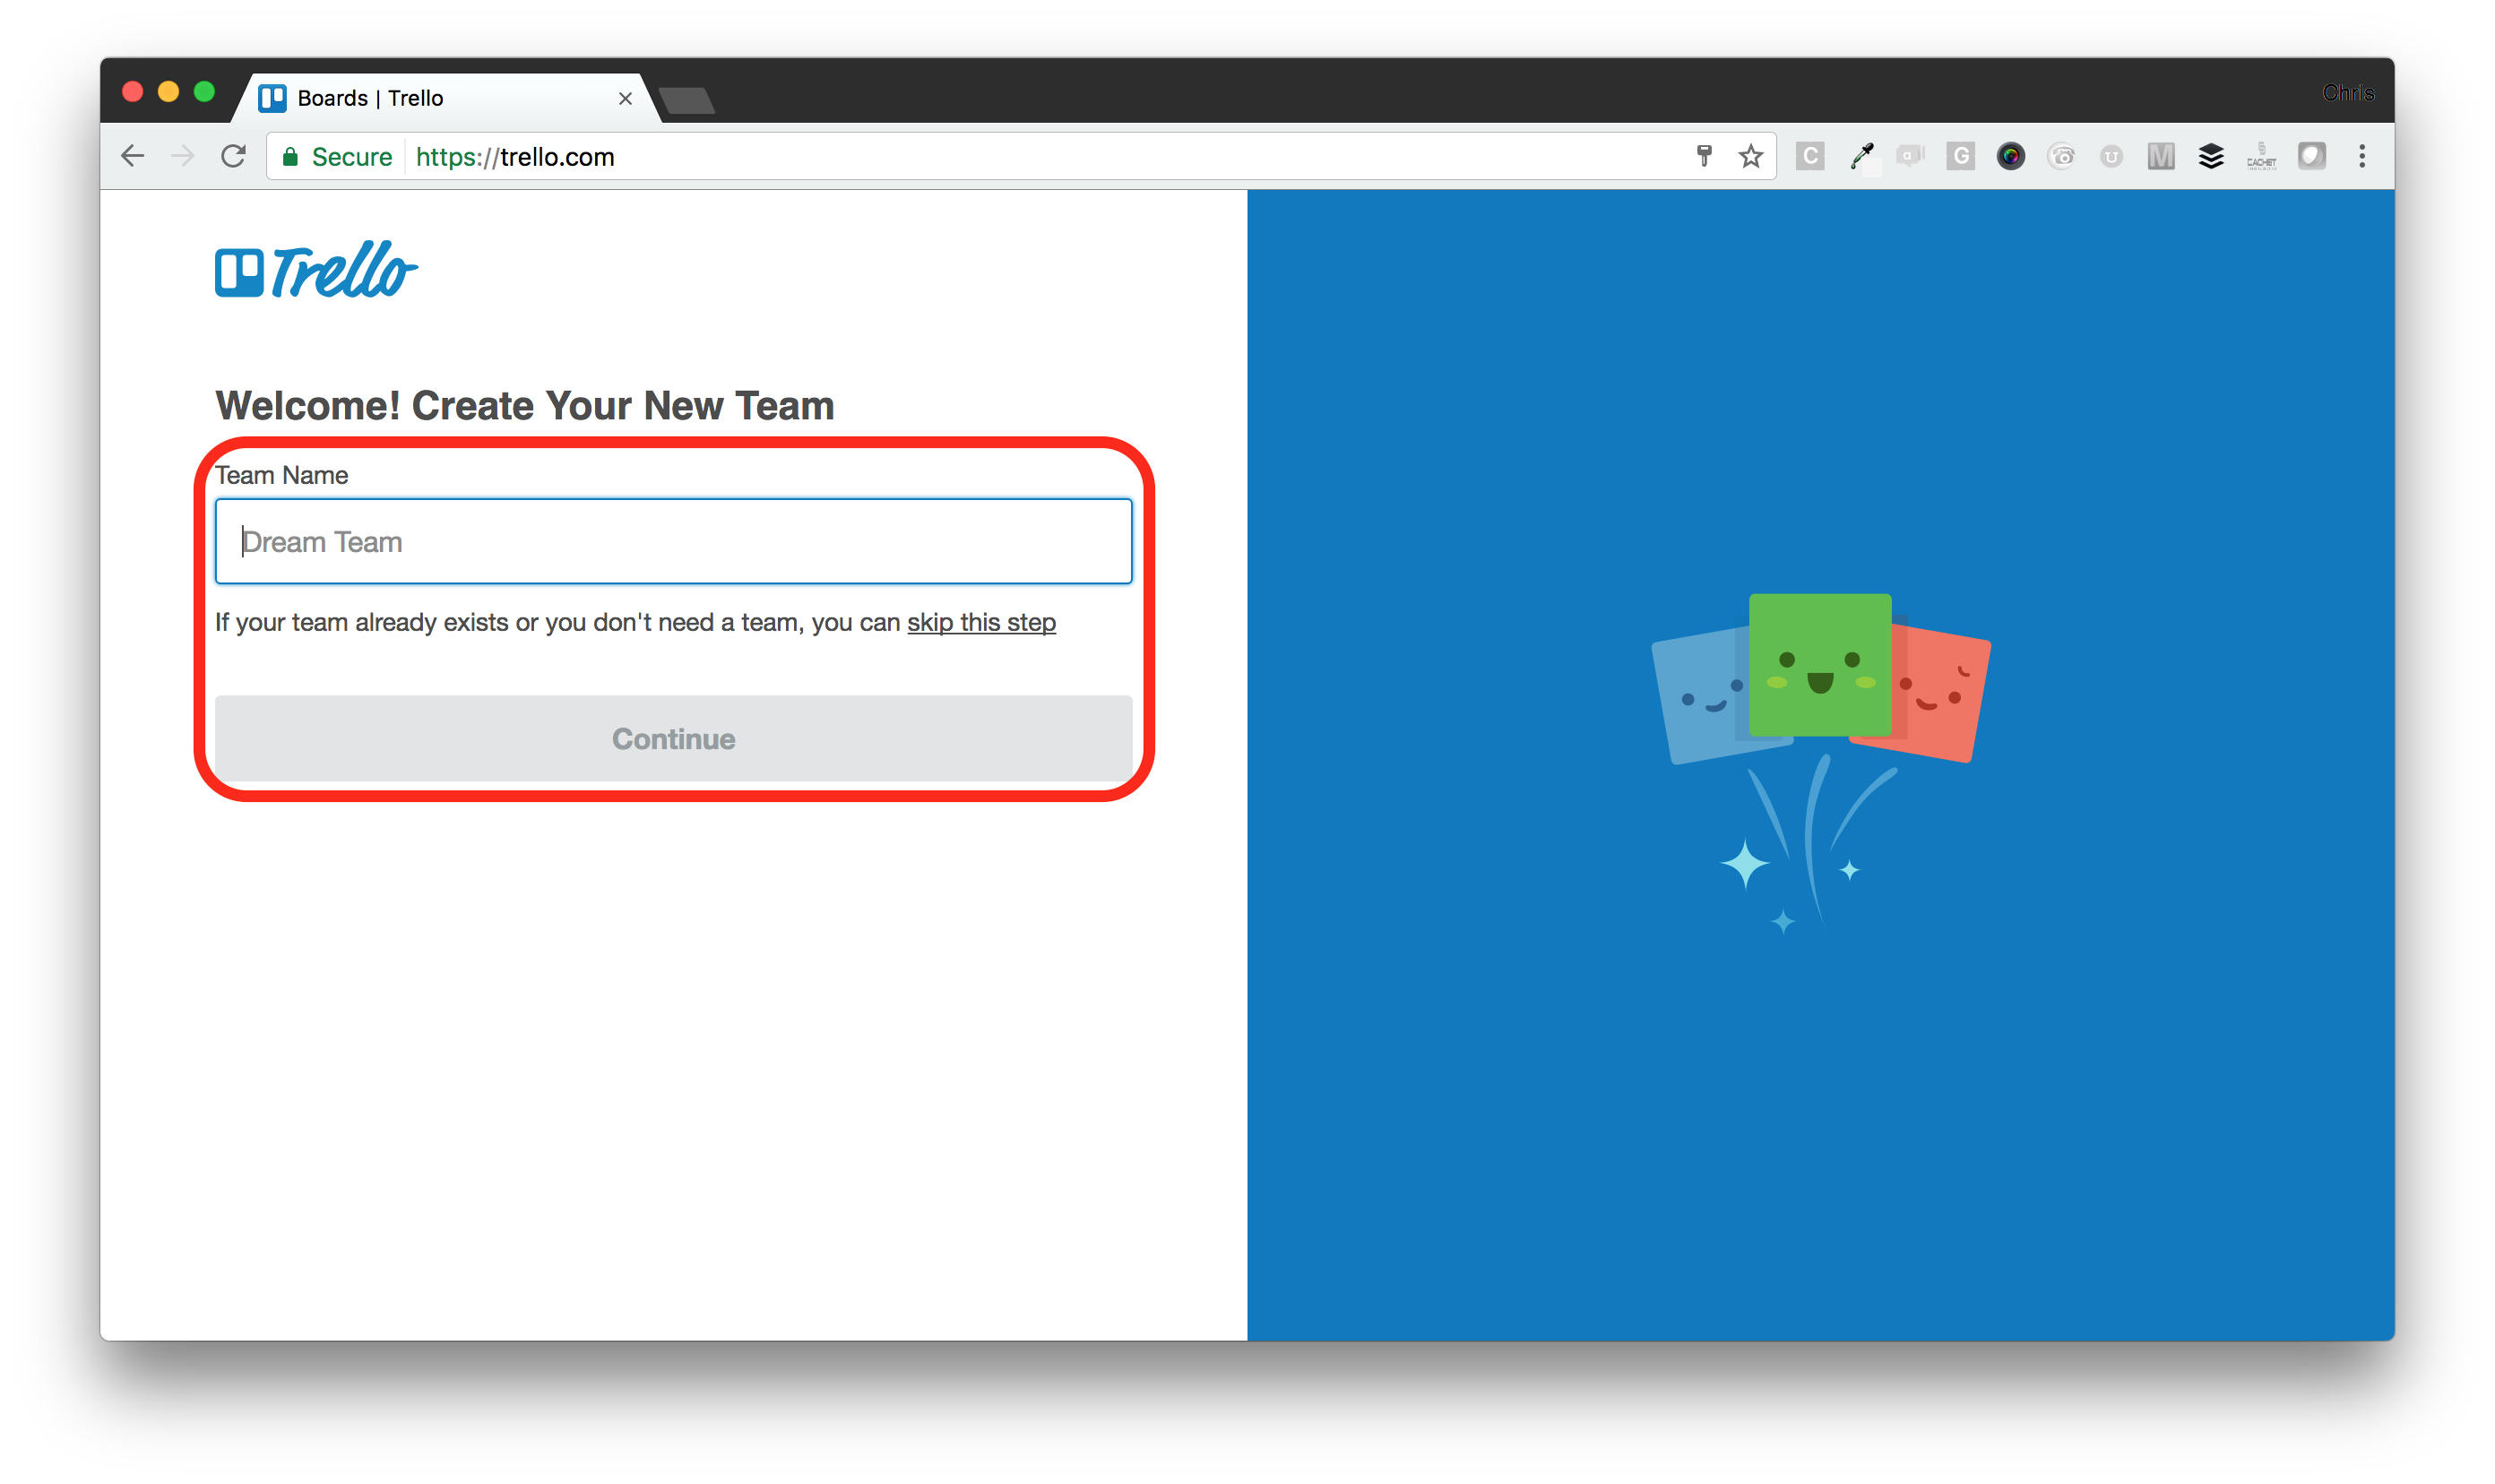 Boards | Trello
Chris
Secure https://trello.com
C
a
G
U
M
CACHET
Trello
Welcome! Create Your New Team
Team Name
Dream Team
If your team already exists or you don't need a team, you can skip this step
Continue